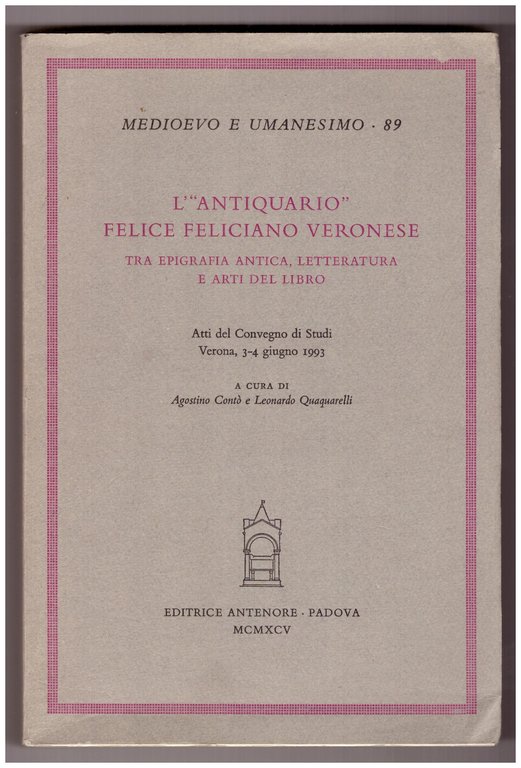 MEDIOEVO E UMANESIMO · 89
L'"ANTIQUARIO"
FELICE FELICIANO VERONESE
TRA EPIGRAFIA ANTICA, LETTERATURA
E ARTI DEL LIBRO
Atti del Convegno di Studi
Verona, 3-4 giugno 1993
A CURA DI
Agostino Contò e Leonardo Quaquarelli
EDITRICE ANTENORE · PADOVA
MCMXCV